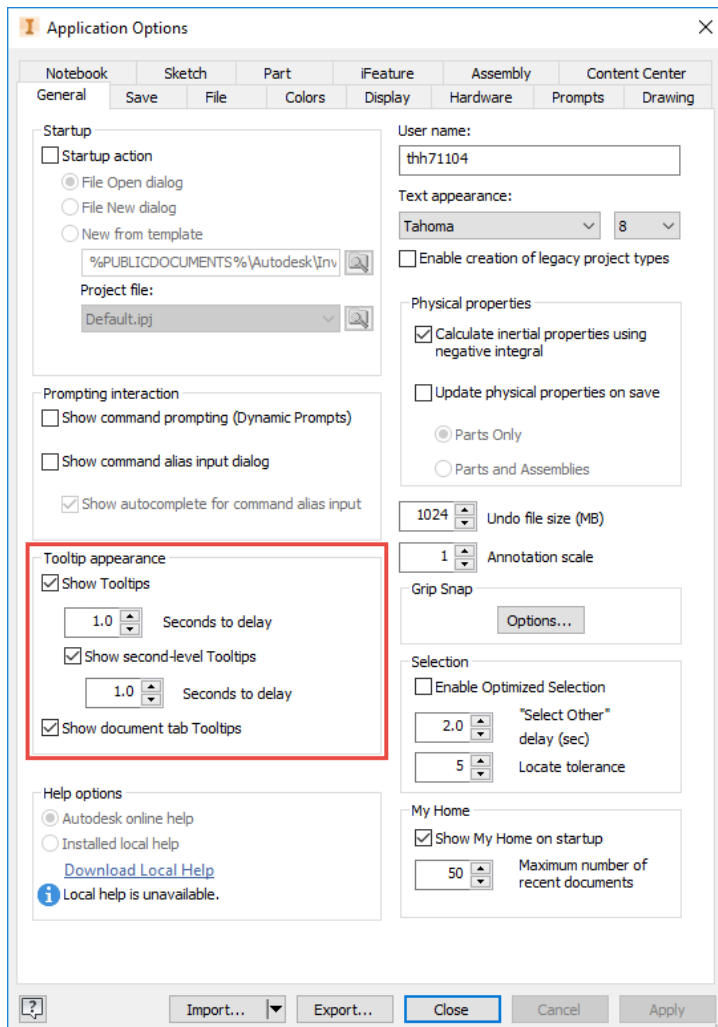 Application Options
Notebook Sketch Part iFeature Assembly Content Center
General Save File Colors Display Hardware Prompts Drawing
Startup
Startup action
File Open dialog
File New dialog
New from template
%PUBLICDOCUMENTS%\Autodesk\Inv
Project file:
Default.ipj
Prompting interaction
Show command prompting (Dynamic Prompts)
Show command alias input dialog
Show autocomplete for command alias input
Tooltip appearance
Show Tooltips
1.0 Seconds to delay
Show second-level Tooltips
1.0 Seconds to delay
Show document tab Tooltips
Help options
Autodesk online help
Installed local help
Download Local Help
Local help is unavailable.
User name:
thh71104
Text appearance:
Tahoma 8
Enable creation of legacy project types
Physical properties
Calculate inertial properties using
negative integral
Update physical properties on save
Parts Only
Parts and Assemblies
1024 Undo file size (MB)
1 Annotation scale
Grip Snap
Options...
Selection
Enable Optimized Selection
2.0 "Select Other"
delay (sec)
5 Locate tolerance
My Home
Show My Home on startup
50 Maximum number of
recent documents
Import... Export... Close Cancel Apply